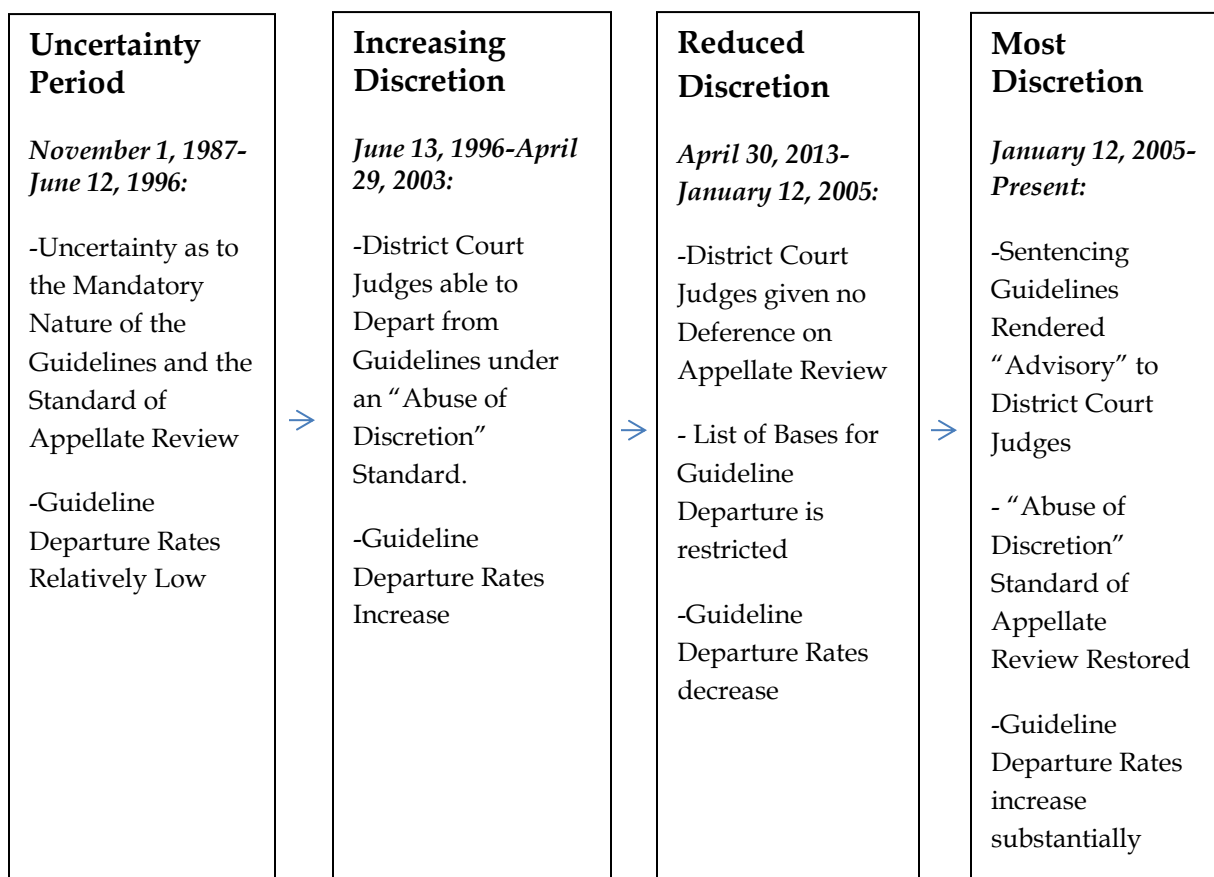 Uncertainty
Period
November 1, 1987-
June 12, 1996:
-Uncertainty as to
the Mandatory
Nature of the
Guidelines and the
Standard of
Appellate Review
-Guideline
Departure Rates
Relatively Low
Increasing
Discretion
June 13, 1996-April
29, 2003:
-District Court
Judges able to
Depart from
Guidelines under
an “Abuse of
Discretion”
Standard.
-Guideline
Departure Rates
Increase
Reduced
Discretion
April 30, 2013-
January 12, 2005:
-District Court
Judges given no
Deference on
Appellate Review
- List of Bases for
Guideline
Departure is
restricted
-Guideline
Departure Rates
decrease
Most
Discretion
January 12, 2005-
Present:
-Sentencing
Guidelines
Rendered
“Advisory” to
District Court
Judges
- “Abuse of
Discretion”
Standard of
Appellate
Review Restored
-Guideline
Departure Rates
increase
substantially